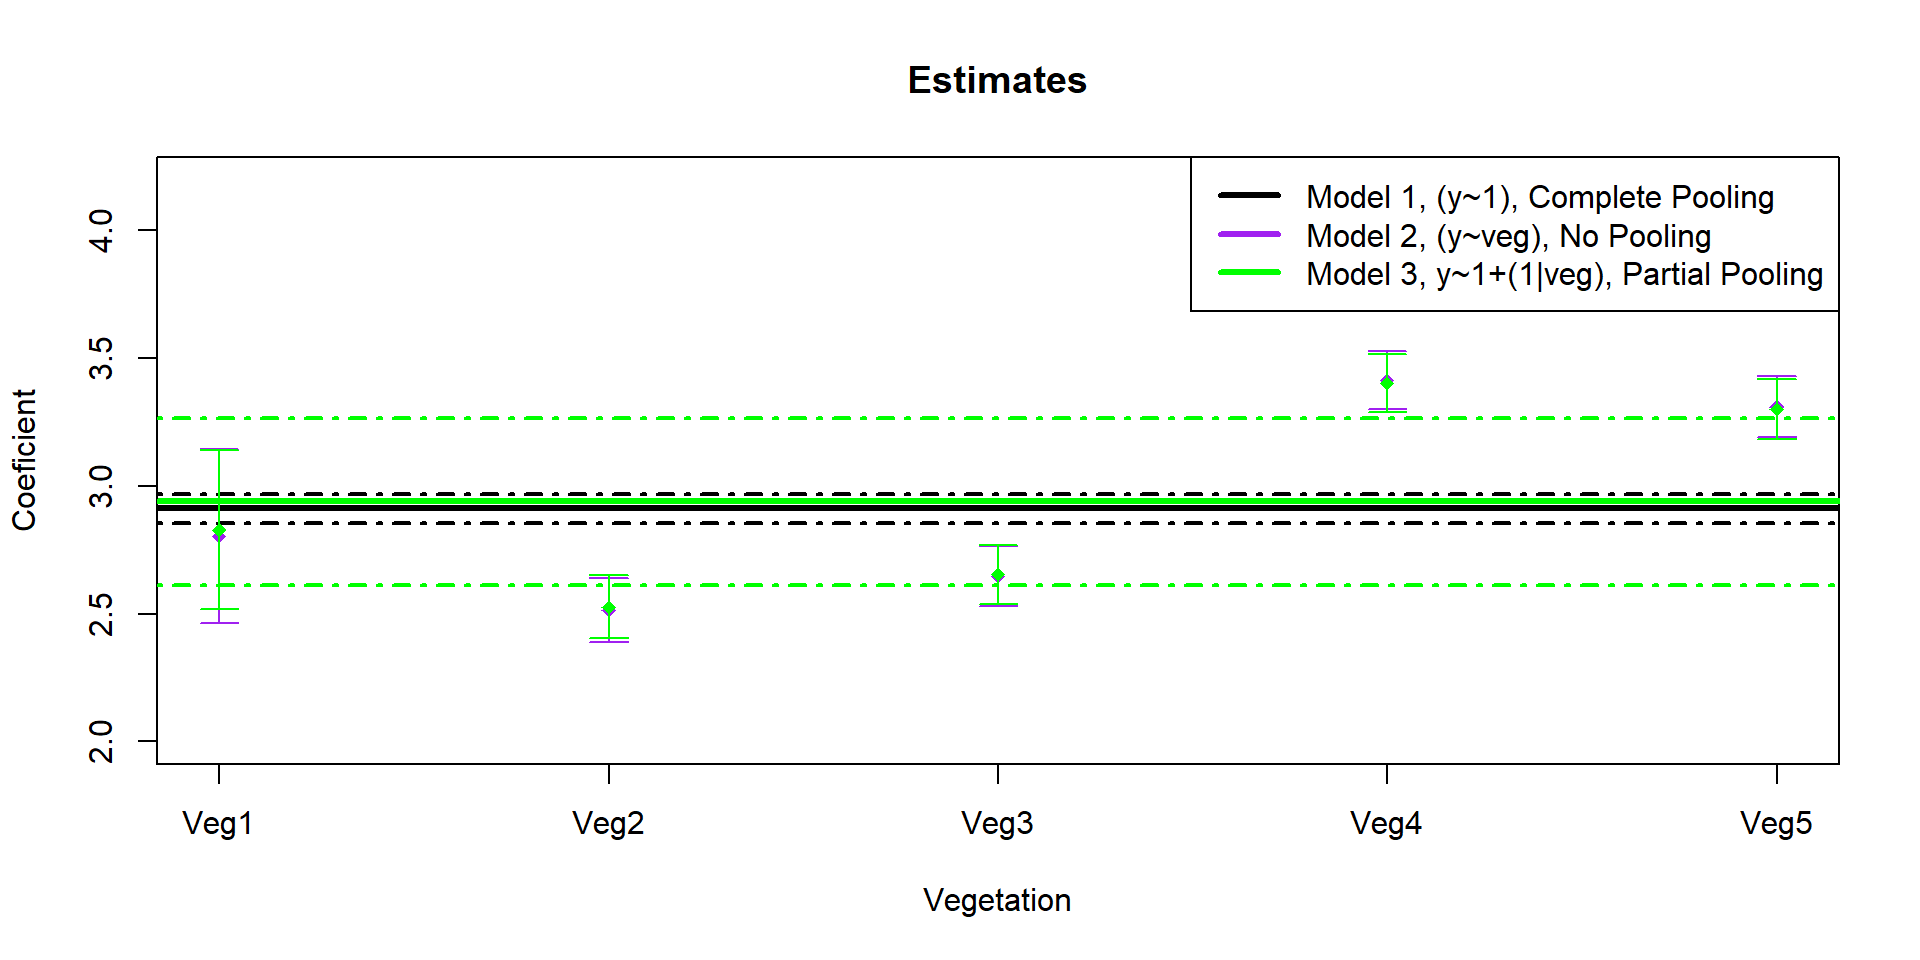 Estimates
Model 1, (y~1), Complete Pooling
Model 2, (y~veg), No Pooling
Model 3, y~1+(1|veg), Partial Pooling
Coeficient
4.0
3.5
3.0
2.5
2.0
Veg1 Veg2 Veg3 Veg4 Veg5
Vegetation